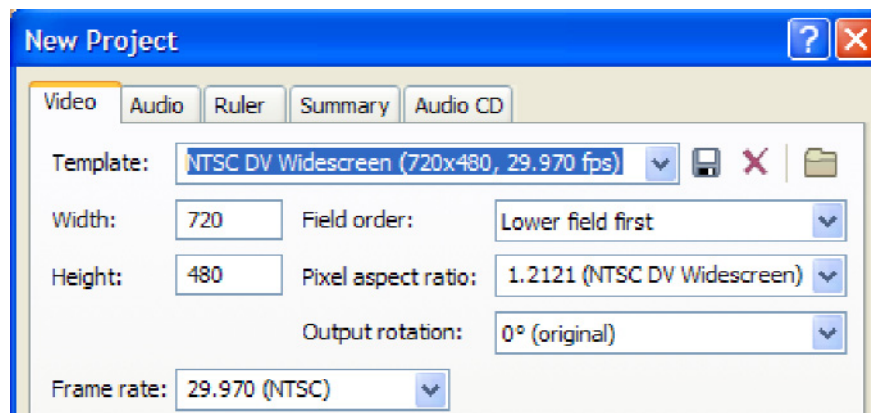 New Project
Video Audio Ruler Summary Audio CD
Template: NTSC DV Widescreen (720x480, 29.970 fps)
Width: 720 Field order: Lower field first
Height: 480 Pixel aspect ratio: 1.2121 (NTSC DV Widescreen)
Output rotation: 0° (original)
Frame rate: 29.970 (NTSC)